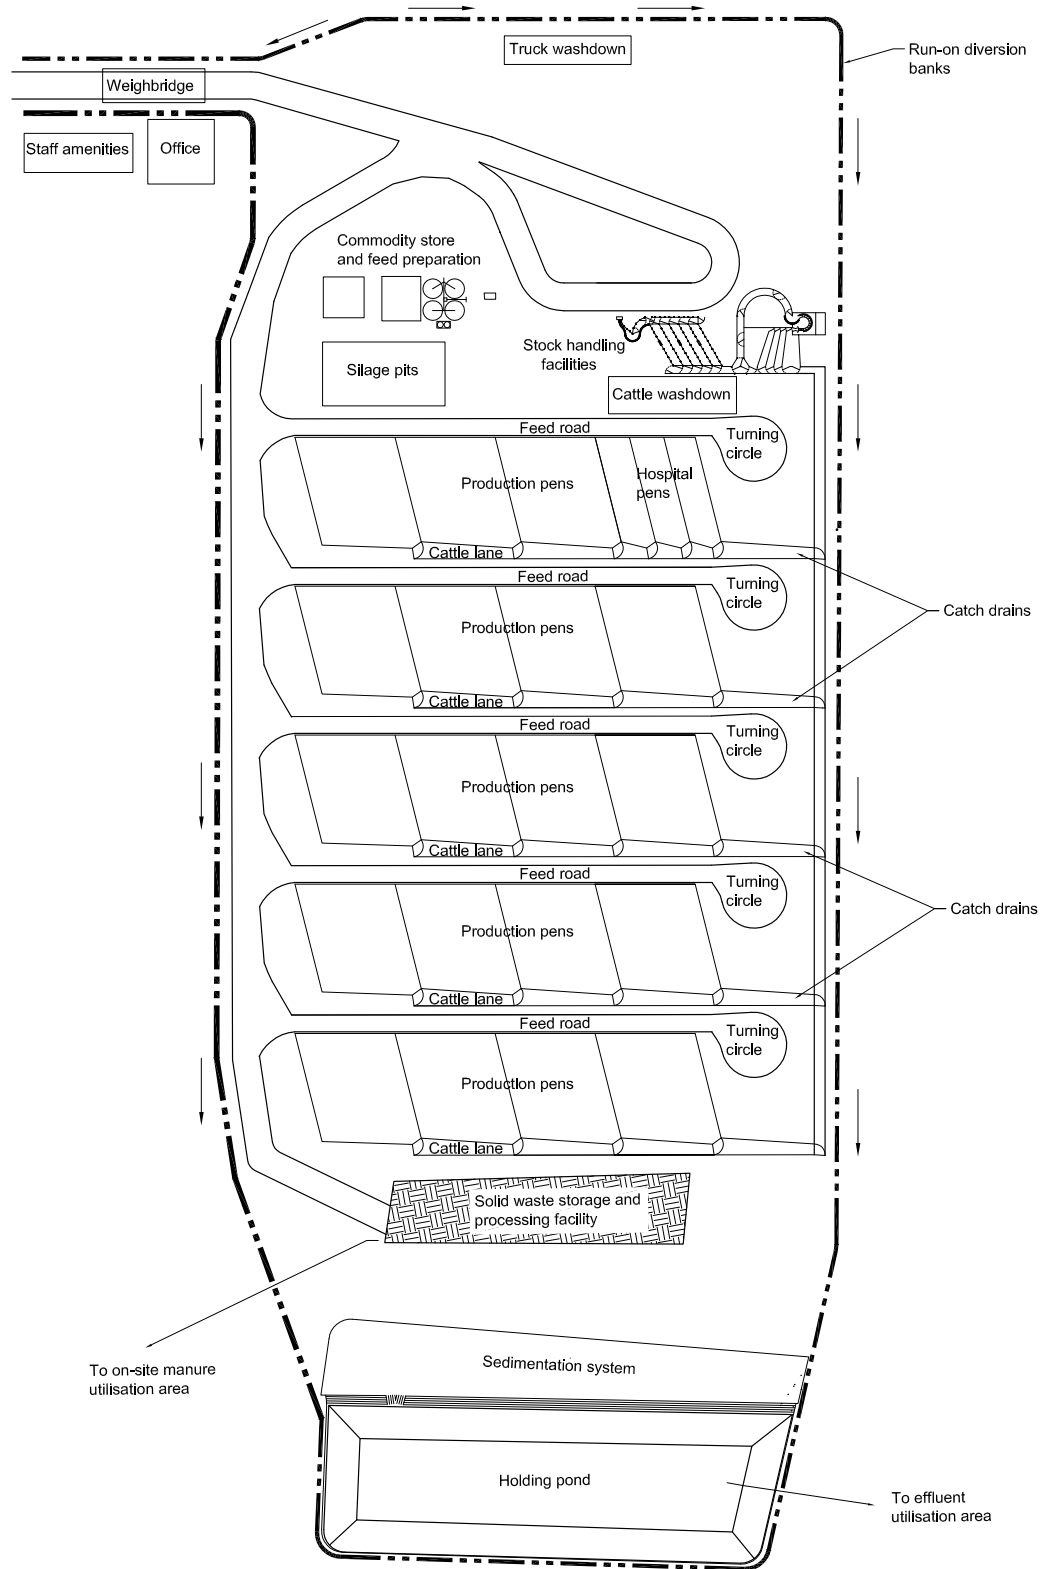 Truck washdown
Run-on diversion
banks
Weighbridge
Staff amenities
Office
Commodity store
and feed preparation
Stock handling
facilities
Silage pits
Cattle washdown
Feed road
Turning
circle
Production pens
Hospital
pens
Cattle lane
Feed road
Turning
circle
Catch drains
Production pens
Cattle lane
Feed road
Turning
circle
Production pens
Cattle lane
Feed road
Turning
circle
Catch drains
Production pens
Cattle lane
Feed road
Turning
circle
Production pens
Cattle lane
Solid waste storage and
processing facility
To on-site manure
utilisation area
Sedimentation system
Holding pond
To effluent
utilisation area